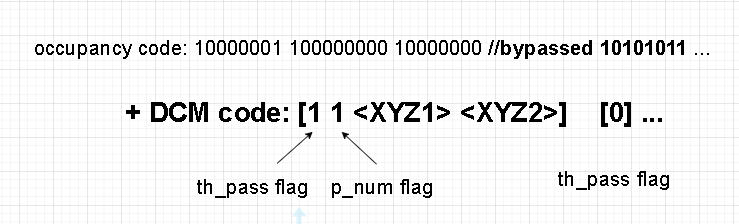 occupancy code: 10000001 100000000 10000000 //bypassed 10101011 ...
+ DCM code: [1 1 <XYZ1> <XYZ2>] [0] ...
th_pass flag p_num flag th_pass flag